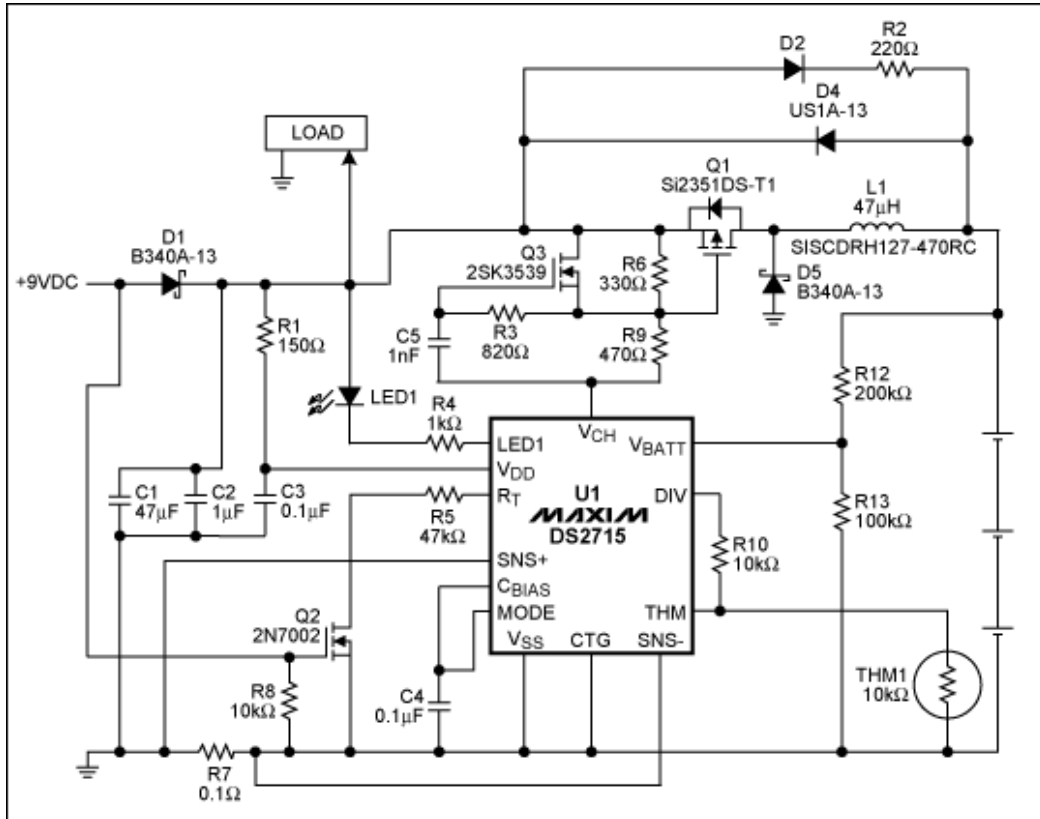 D2
R2
220Ω
D4
US1A-13
LOAD
Q1
Si2351DS-T1
L1
47µH
SISCDRH127-470RC
D1
B340A-13
+9VDC
Q3
2SK3539
R6
330Ω
D5
B340A-13
R1
150Ω
C5
1nF
R3
820Ω
R9
470Ω
LED1
R4
1kΩ
R12
200kΩ
LED1
VCH
VBATT
VDD
RT
U1
MAXIM
DS2715
DIV
C1
47µF
C2
1µF
C3
0.1µF
R5
47kΩ
R13
100kΩ
R10
10kΩ
SNS+
CBIAS
MODE
THM
VSS
CTG
SNS-
Q2
2N7002
R8
10kΩ
C4
0.1µF
THM1
10kΩ
R7
0.1Ω